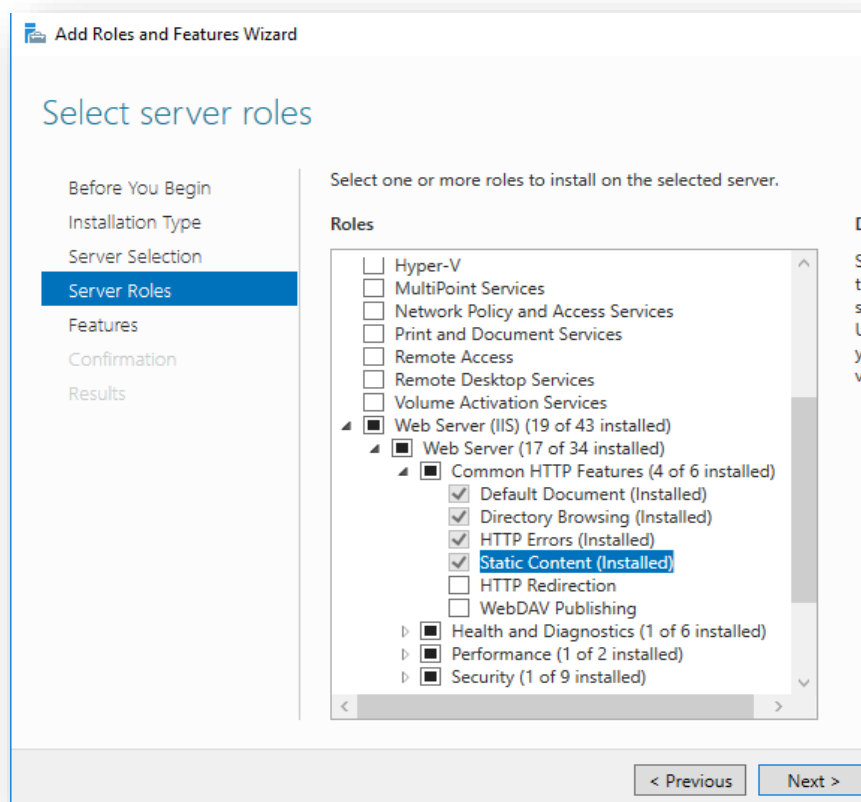 Add Roles and Features Wizard
Select server roles
Before You Begin
Installation Type
Server Selection
Server Roles
Features
Confirmation
Results
Select one or more roles to install on the selected server.
Roles
Hyper-V
MultiPoint Services
Network Policy and Access Services
Print and Document Services
Remote Access
Remote Desktop Services
Volume Activation Services
Web Server (IIS) (19 of 43 installed)
Web Server (17 of 34 installed)
Common HTTP Features (4 of 6 installed)
Default Document (Installed)
Directory Browsing (Installed)
HTTP Errors (Installed)
Static Content (Installed)
HTTP Redirection
WebDAV Publishing
Health and Diagnostics (1 of 6 installed)
Performance (1 of 2 installed)
Security (1 of 9 installed)
< Previous
Next >